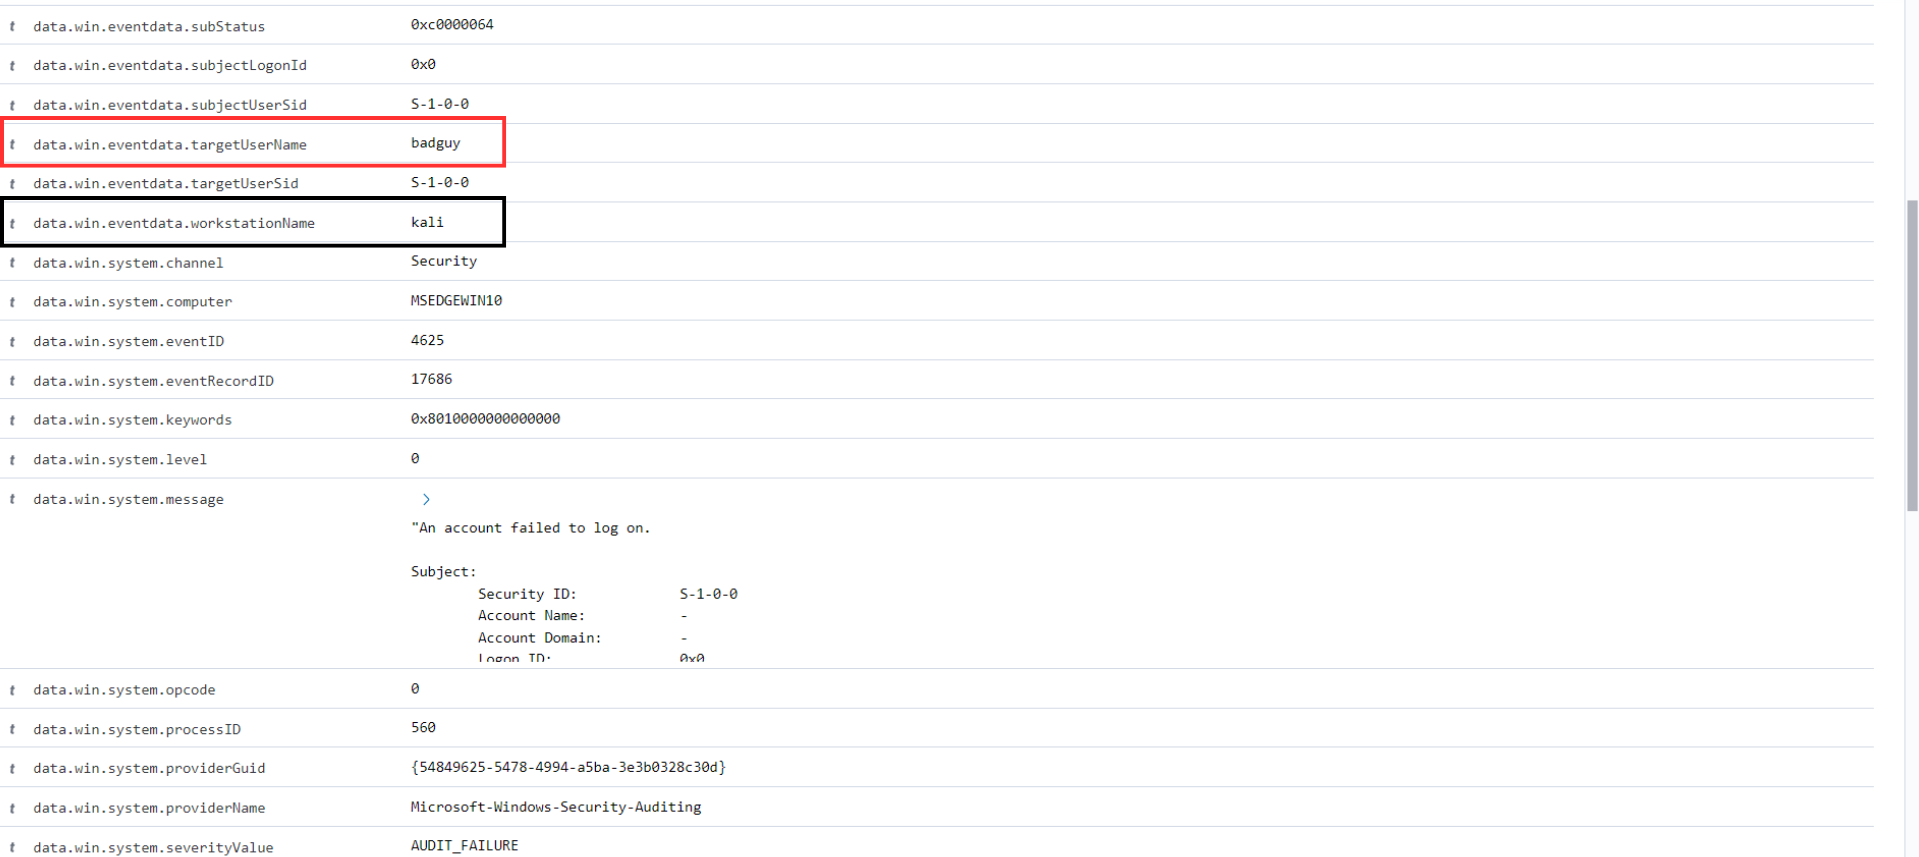 t data.win.eventdata.subStatus 0xc0000064
t data.win.eventdata.subjectLogonId 0x0
t data.win.eventdata.subjectUserSid S-1-0-0
t data.win.eventdata.targetUserName badguy
t data.win.eventdata.targetUserSid S-1-0-0
t data.win.eventdata.workstationName kali
t data.win.system.channel Security
t data.win.system.computer MSEDGEWIN10
t data.win.system.eventID 4625
t data.win.system.eventRecordID 17686
t data.win.system.keywords 0x8010000000000000
t data.win.system.level 0
t data.win.system.message
"An account failed to log on.
Subject:
Security ID: S-1-0-0
Account Name: -
Account Domain: -
Logon ID: 0x0
t data.win.system.opcode 0
t data.win.system.processID 560
t data.win.system.providerGuid {54849625-5478-4994-a5ba-3e3b0328c30d}
t data.win.system.providerName Microsoft-Windows-Security-Auditing
t data.win.system.severityValue AUDIT_FAILURE